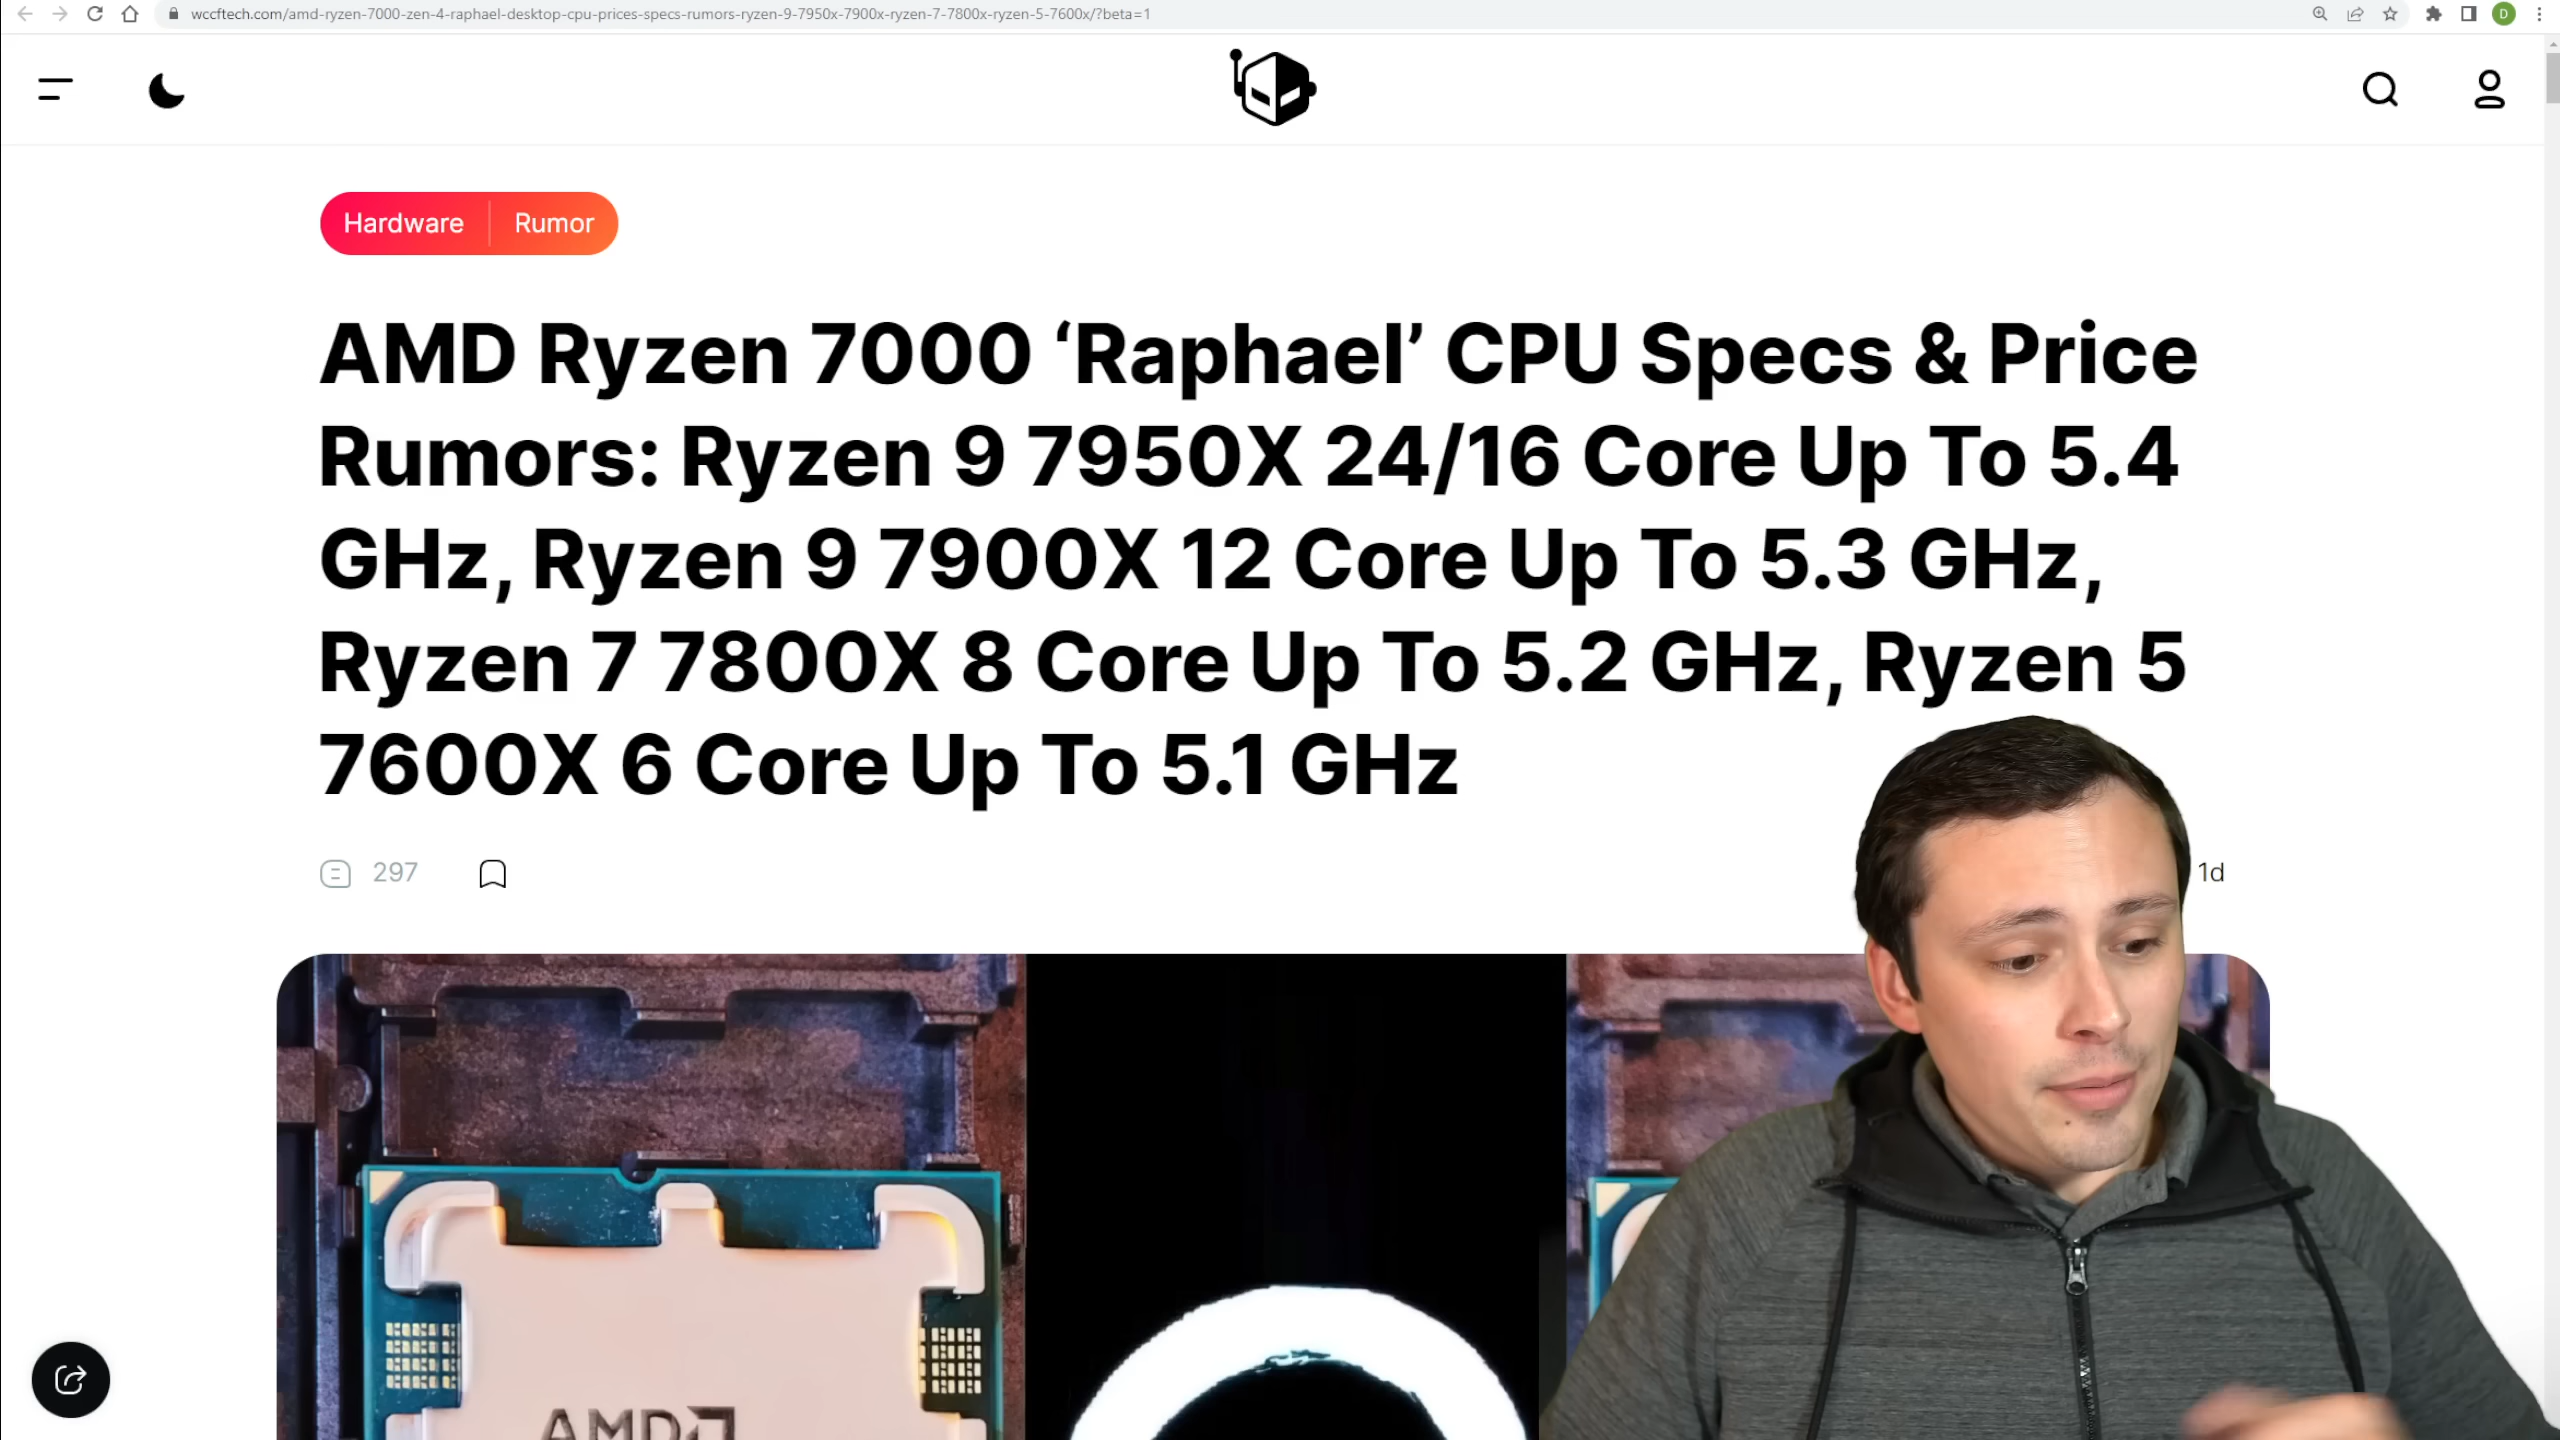 wccftech.com/amd-ryzen-7000-zen-4-raphael-desktop-cpu-prices-specs-rumors-ryzen-9-7950x-7900x-ryzen-7-7800x-ryzen-5-7600x/?beta=1
D
Hardware Rumor
AMD Ryzen 7000 ‘Raphael’ CPU Specs & Price
Rumors: Ryzen 9 7950X 24/16 Core Up To 5.4
GHz, Ryzen 9 7900X 12 Core Up To 5.3 GHz,
Ryzen 7 7800X 8 Core Up To 5.2 GHz, Ryzen 5
7600X 6 Core Up To 5.1 GHz
297
1d
AMD